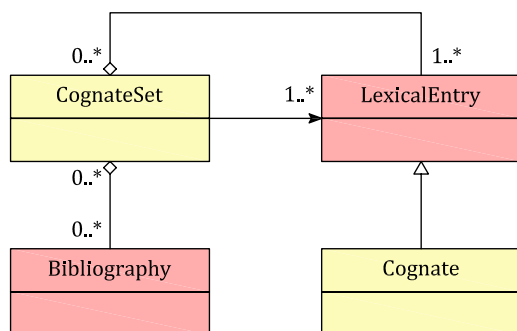 0..*
1..*
CognateSet
1..*
LexicalEntry
0..*
0..*
Bibliography
Cognate